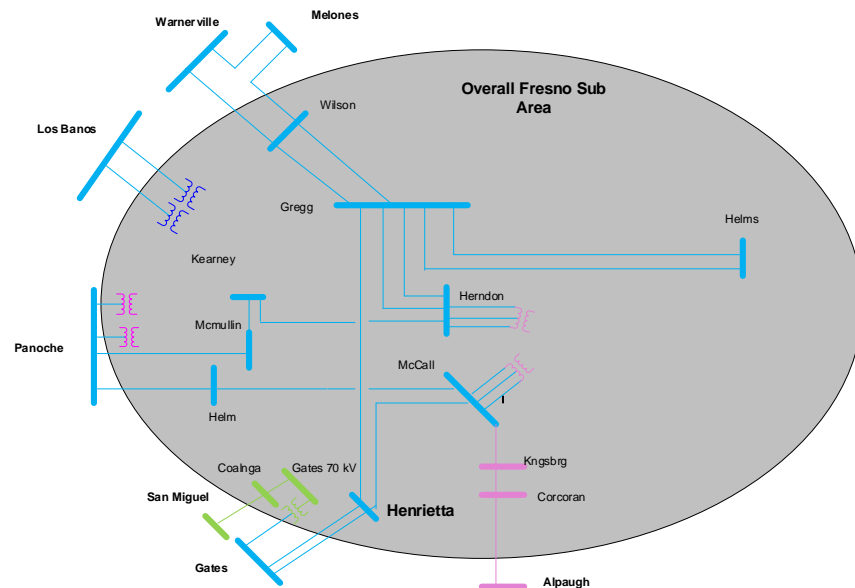 Melones
Warnerville
Overall Fresno Sub
Area
Wilson
Los Banos
Gregg
Helms
Kearney
Herndon
Mcmullin
Panoche
McCall
Helm
Kngsbrg
Coalnga
Gates 70 kV
San Miguel
Corcoran
Henrietta
Gates
Alpaugh